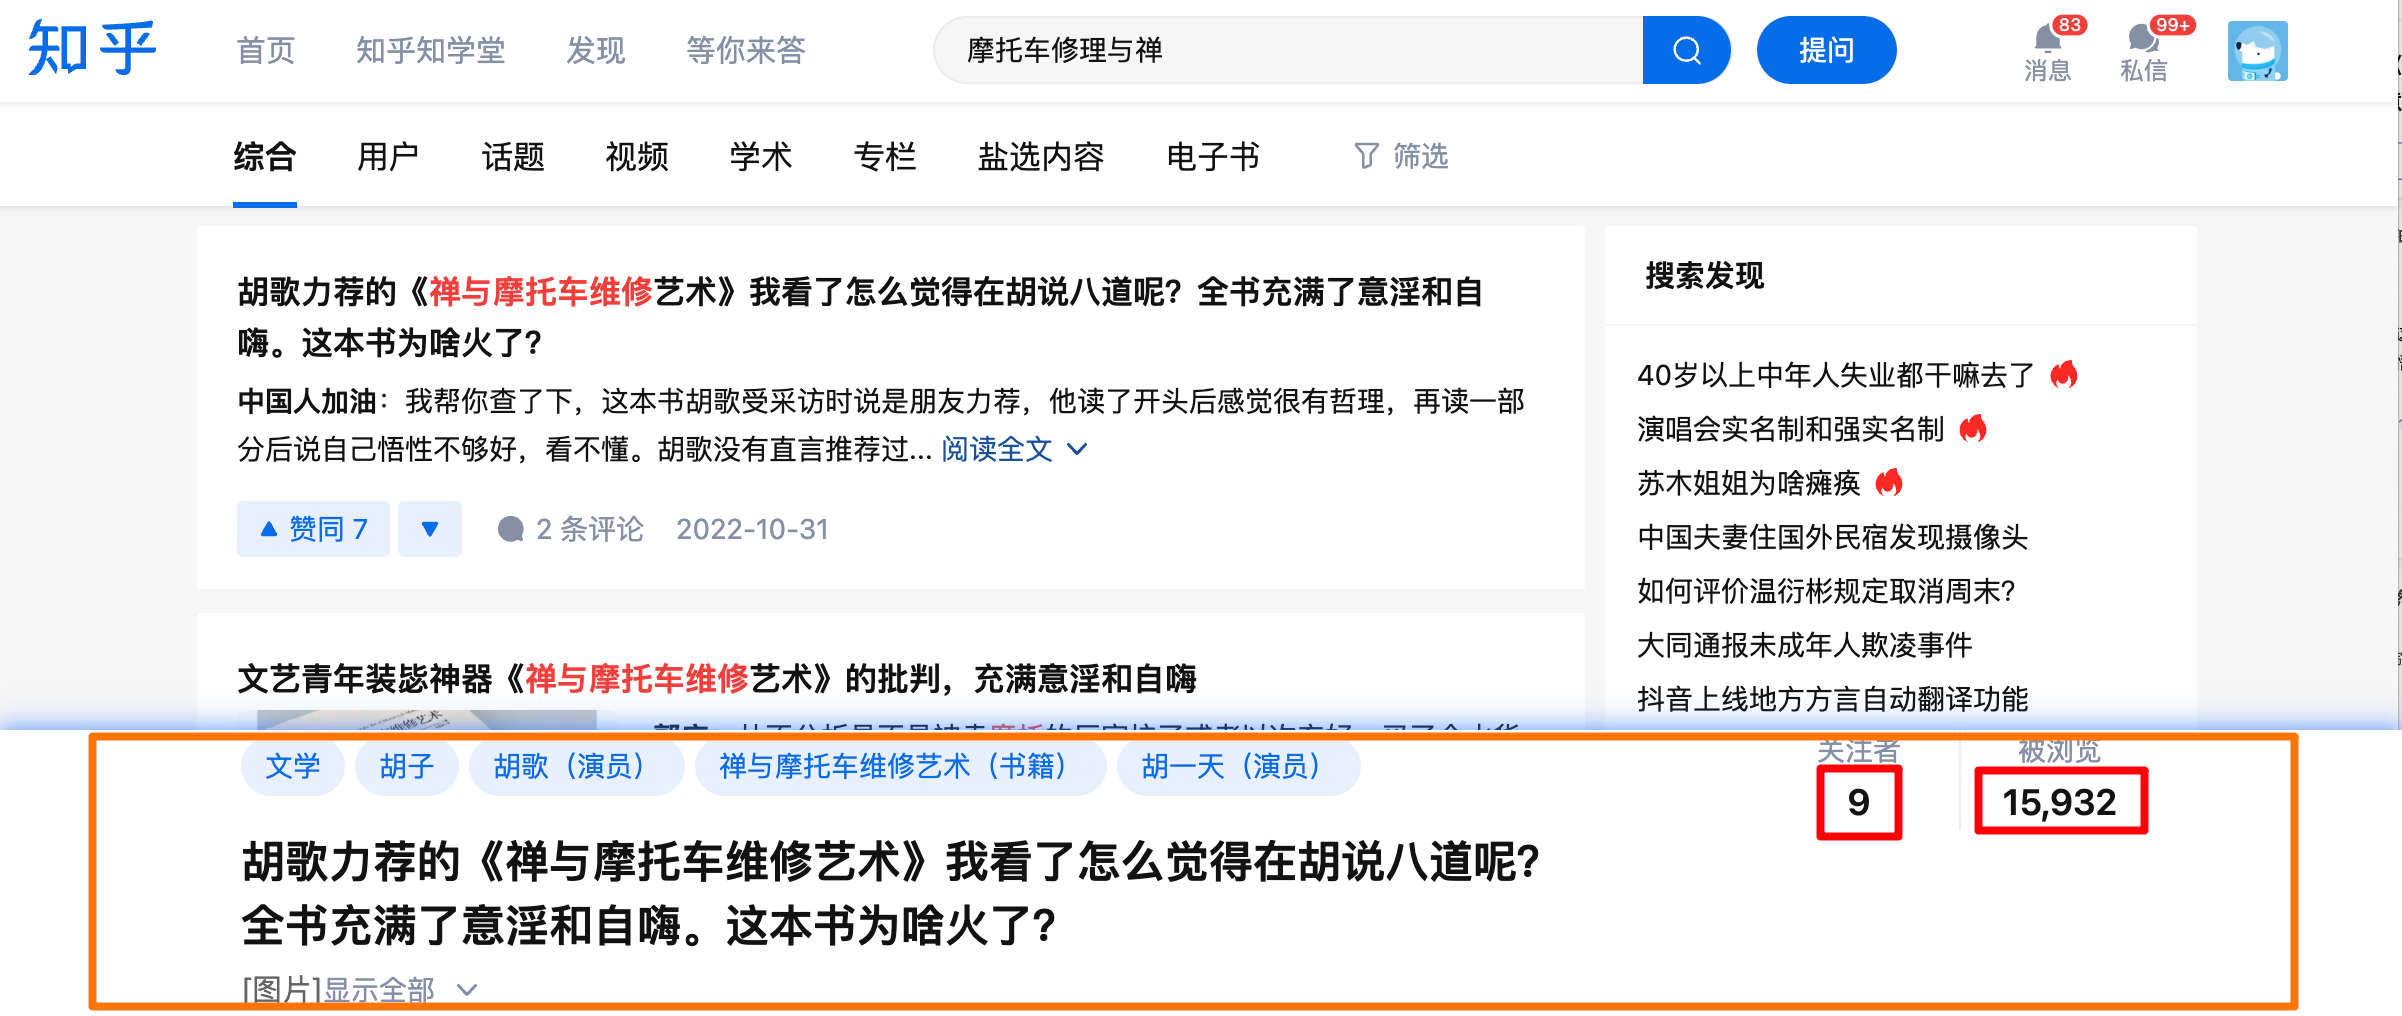 知乎
首页 知乎知学堂 发现 等你来答
摩托车修理与禅
提问
83
消息
99+
私信
综合 用户 话题 视频 学术 专栏 盐选内容 电子书 筛选
胡歌力荐的《禅与摩托车维修艺术》我看了怎么觉得在胡说八道呢？全书充满了意淫和自
嗨。这本书为啥火了？
中国人加油：我帮你查了下，这本书胡歌受采访时说是朋友力荐，他读了开头后感觉很有哲理，再读一部
分后说自己悟性不够好，看不懂。胡歌没有直言推荐过... 阅读全文
赞同 7
2 条评论 2022-10-31
文艺青年装毖神器《禅与摩托车维修艺术》的批判，充满意淫和自嗨
搜索发现
40岁以上中年人失业都干嘛去了
演唱会实名制和强实名制
苏木姐姐为啥瘫痪
中国夫妻住国外民宿发现摄像头
如何评价温衍彬规定取消周末?
大同通报未成年人欺凌事件
抖音上线地方方言自动翻译功能
文学 胡子 胡歌（演员） 禅与摩托车维修艺术（书籍） 胡一天（演员）
关注者
9
被浏览
15,932
胡歌力荐的《禅与摩托车维修艺术》我看了怎么觉得在胡说八道呢？
全书充满了意淫和自嗨。这本书为啥火了？
[图片]显示全部